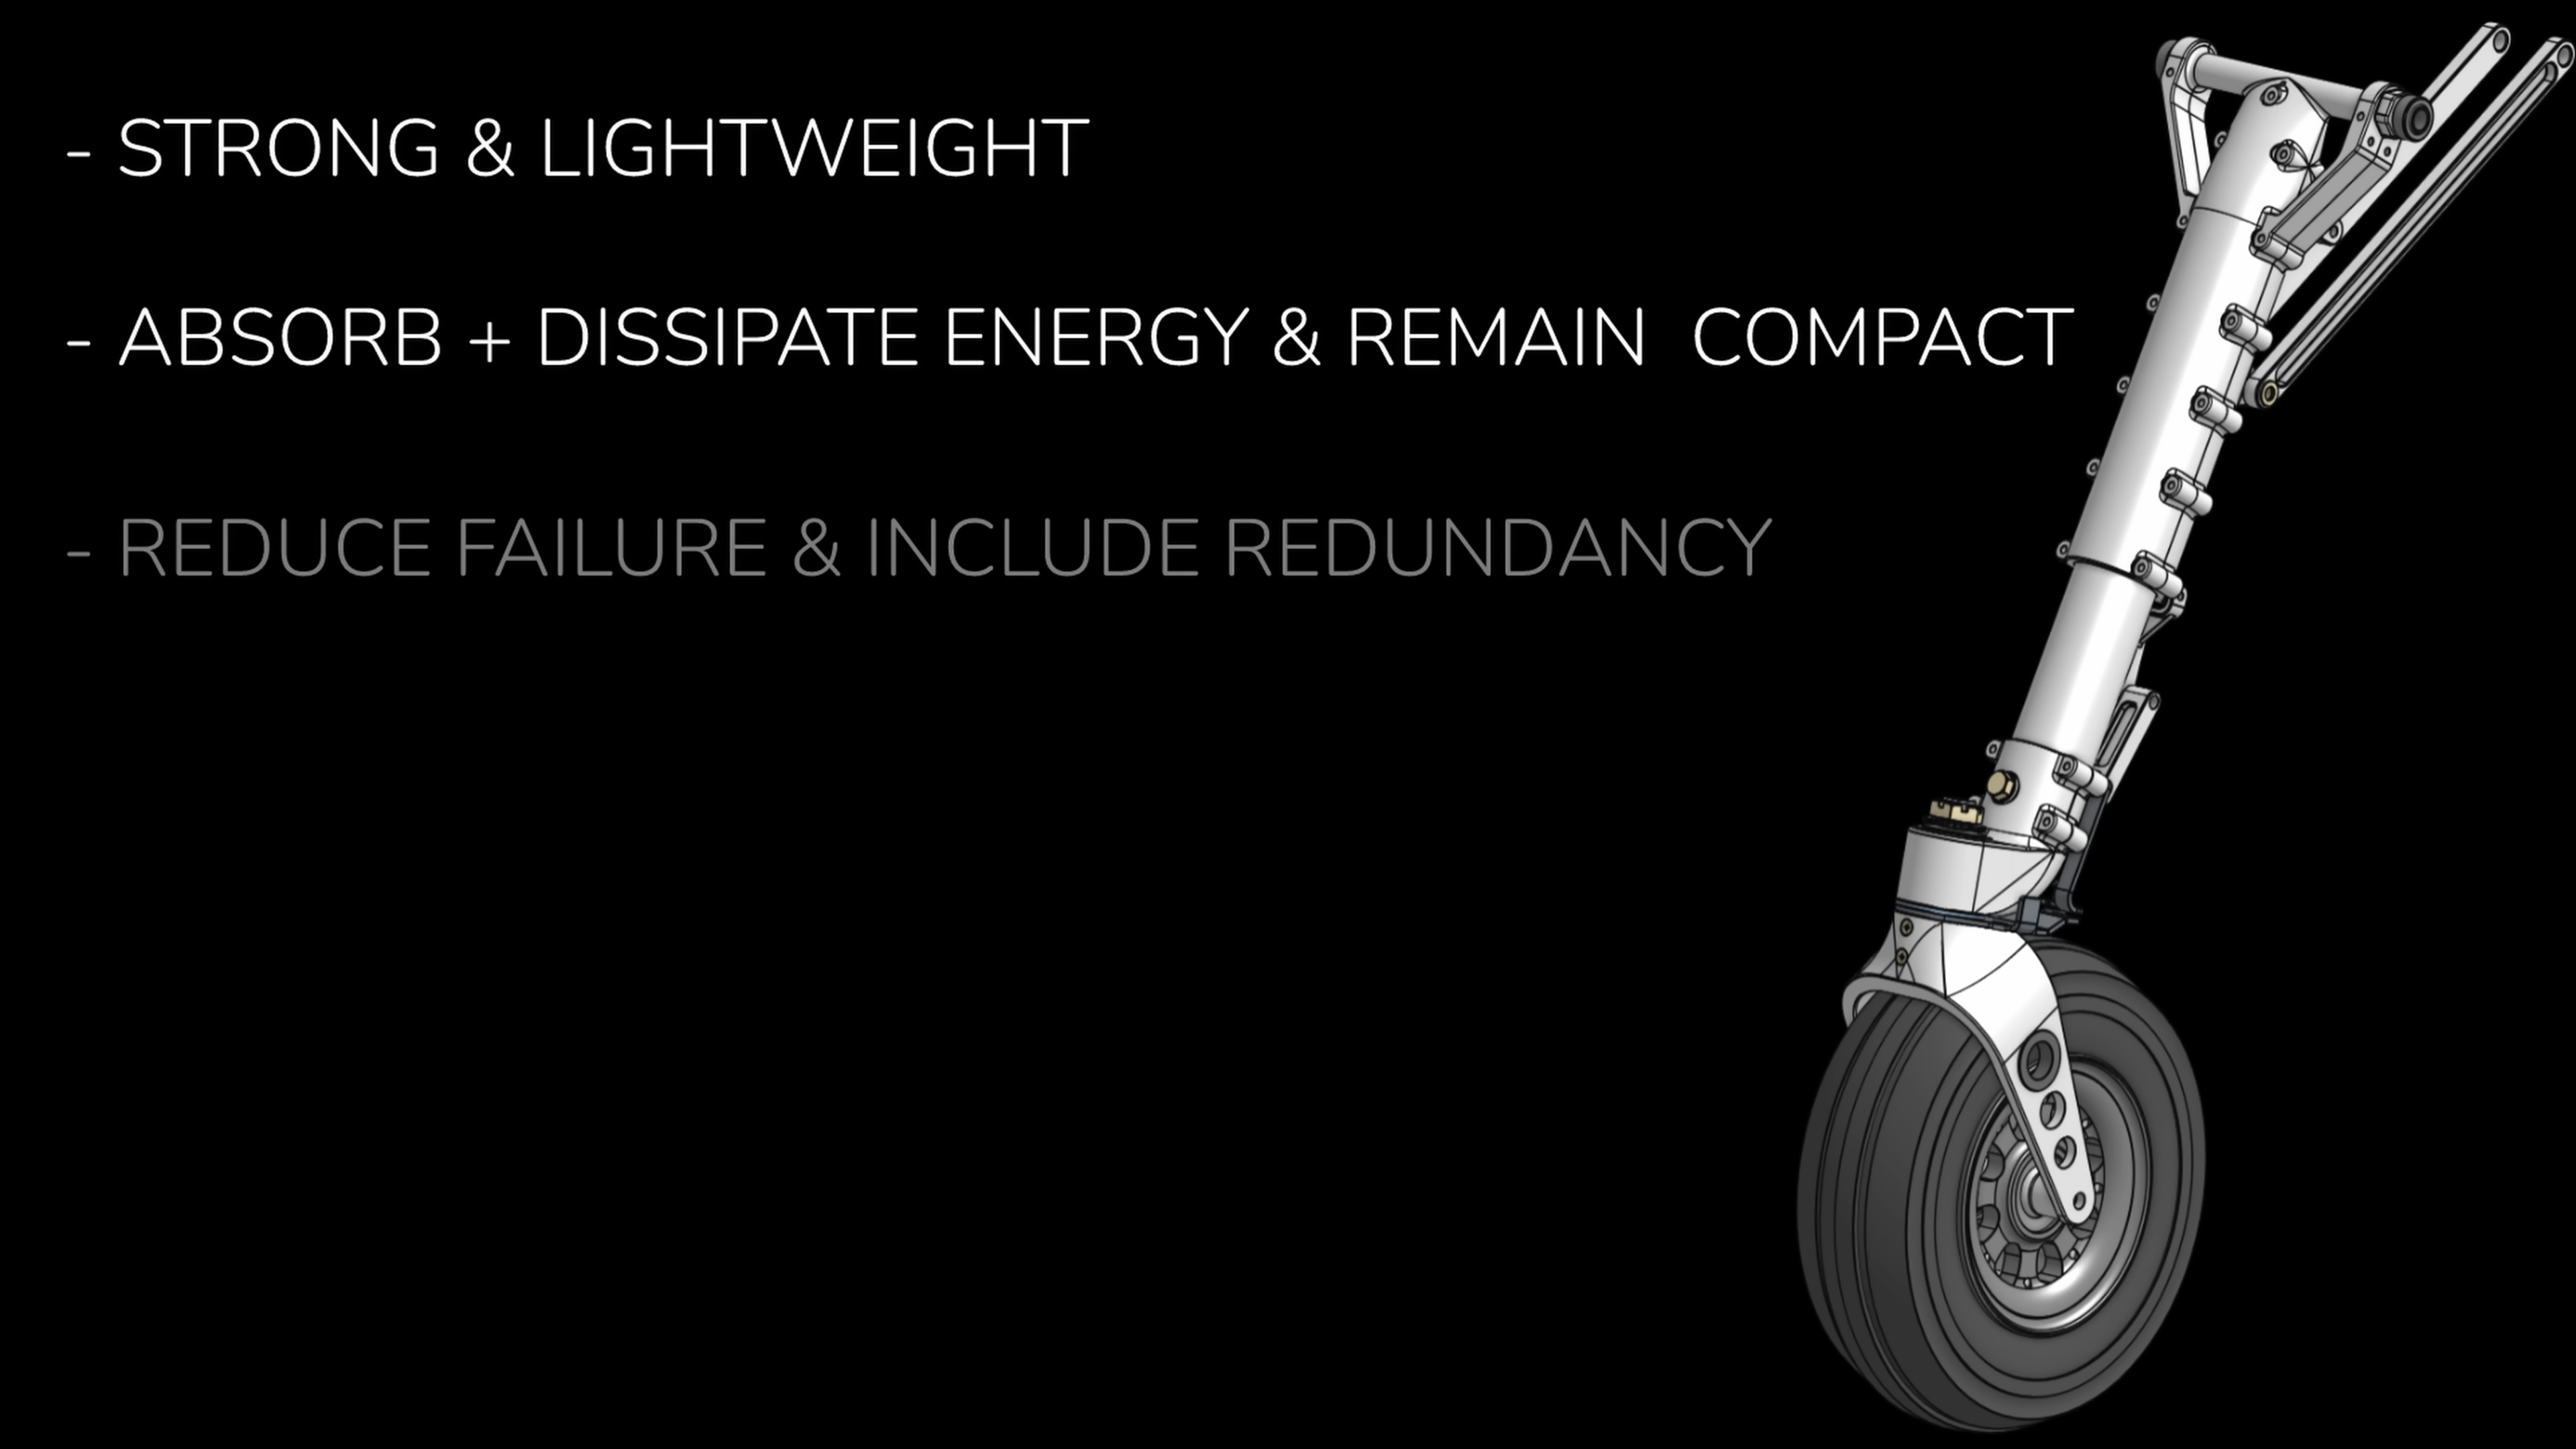 - STRONG & LIGHTWEIGHT
- ABSORB + DISSIPATE ENERGY & REMAIN  COMPACT
- REDUCE FAILURE & INCLUDE REDUNDANCY